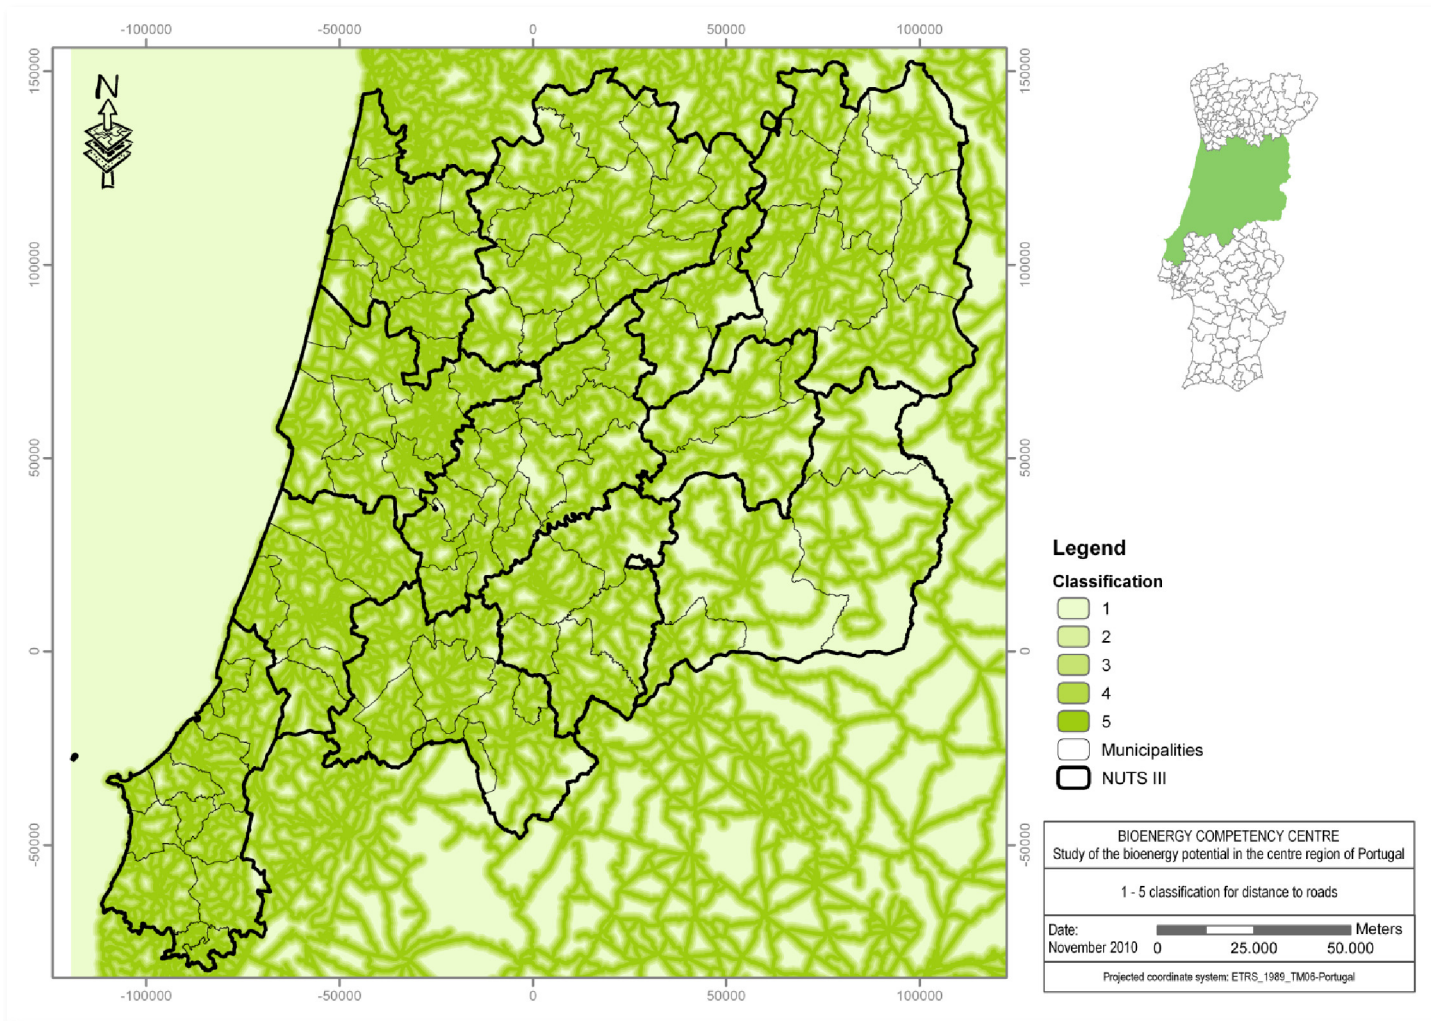 -100000 -50000 0 50000 100000
150000
100000
50000
0
-50000
N
150000
100000
50000
0
-50000
-100000 -50000 0 50000 100000
Legend
Classification
1
2
3
4
5
Municipalities
NUTS III
BIOENERGY COMPETENCY CENTRE
Study of the bioenergy potential in the centre region of Portugal
1 - 5 classification for distance to roads
Date:
November 2010
Meters
0 25.000 50.000
Projected coordinate system: ETRS_1989_TM06-Portugal